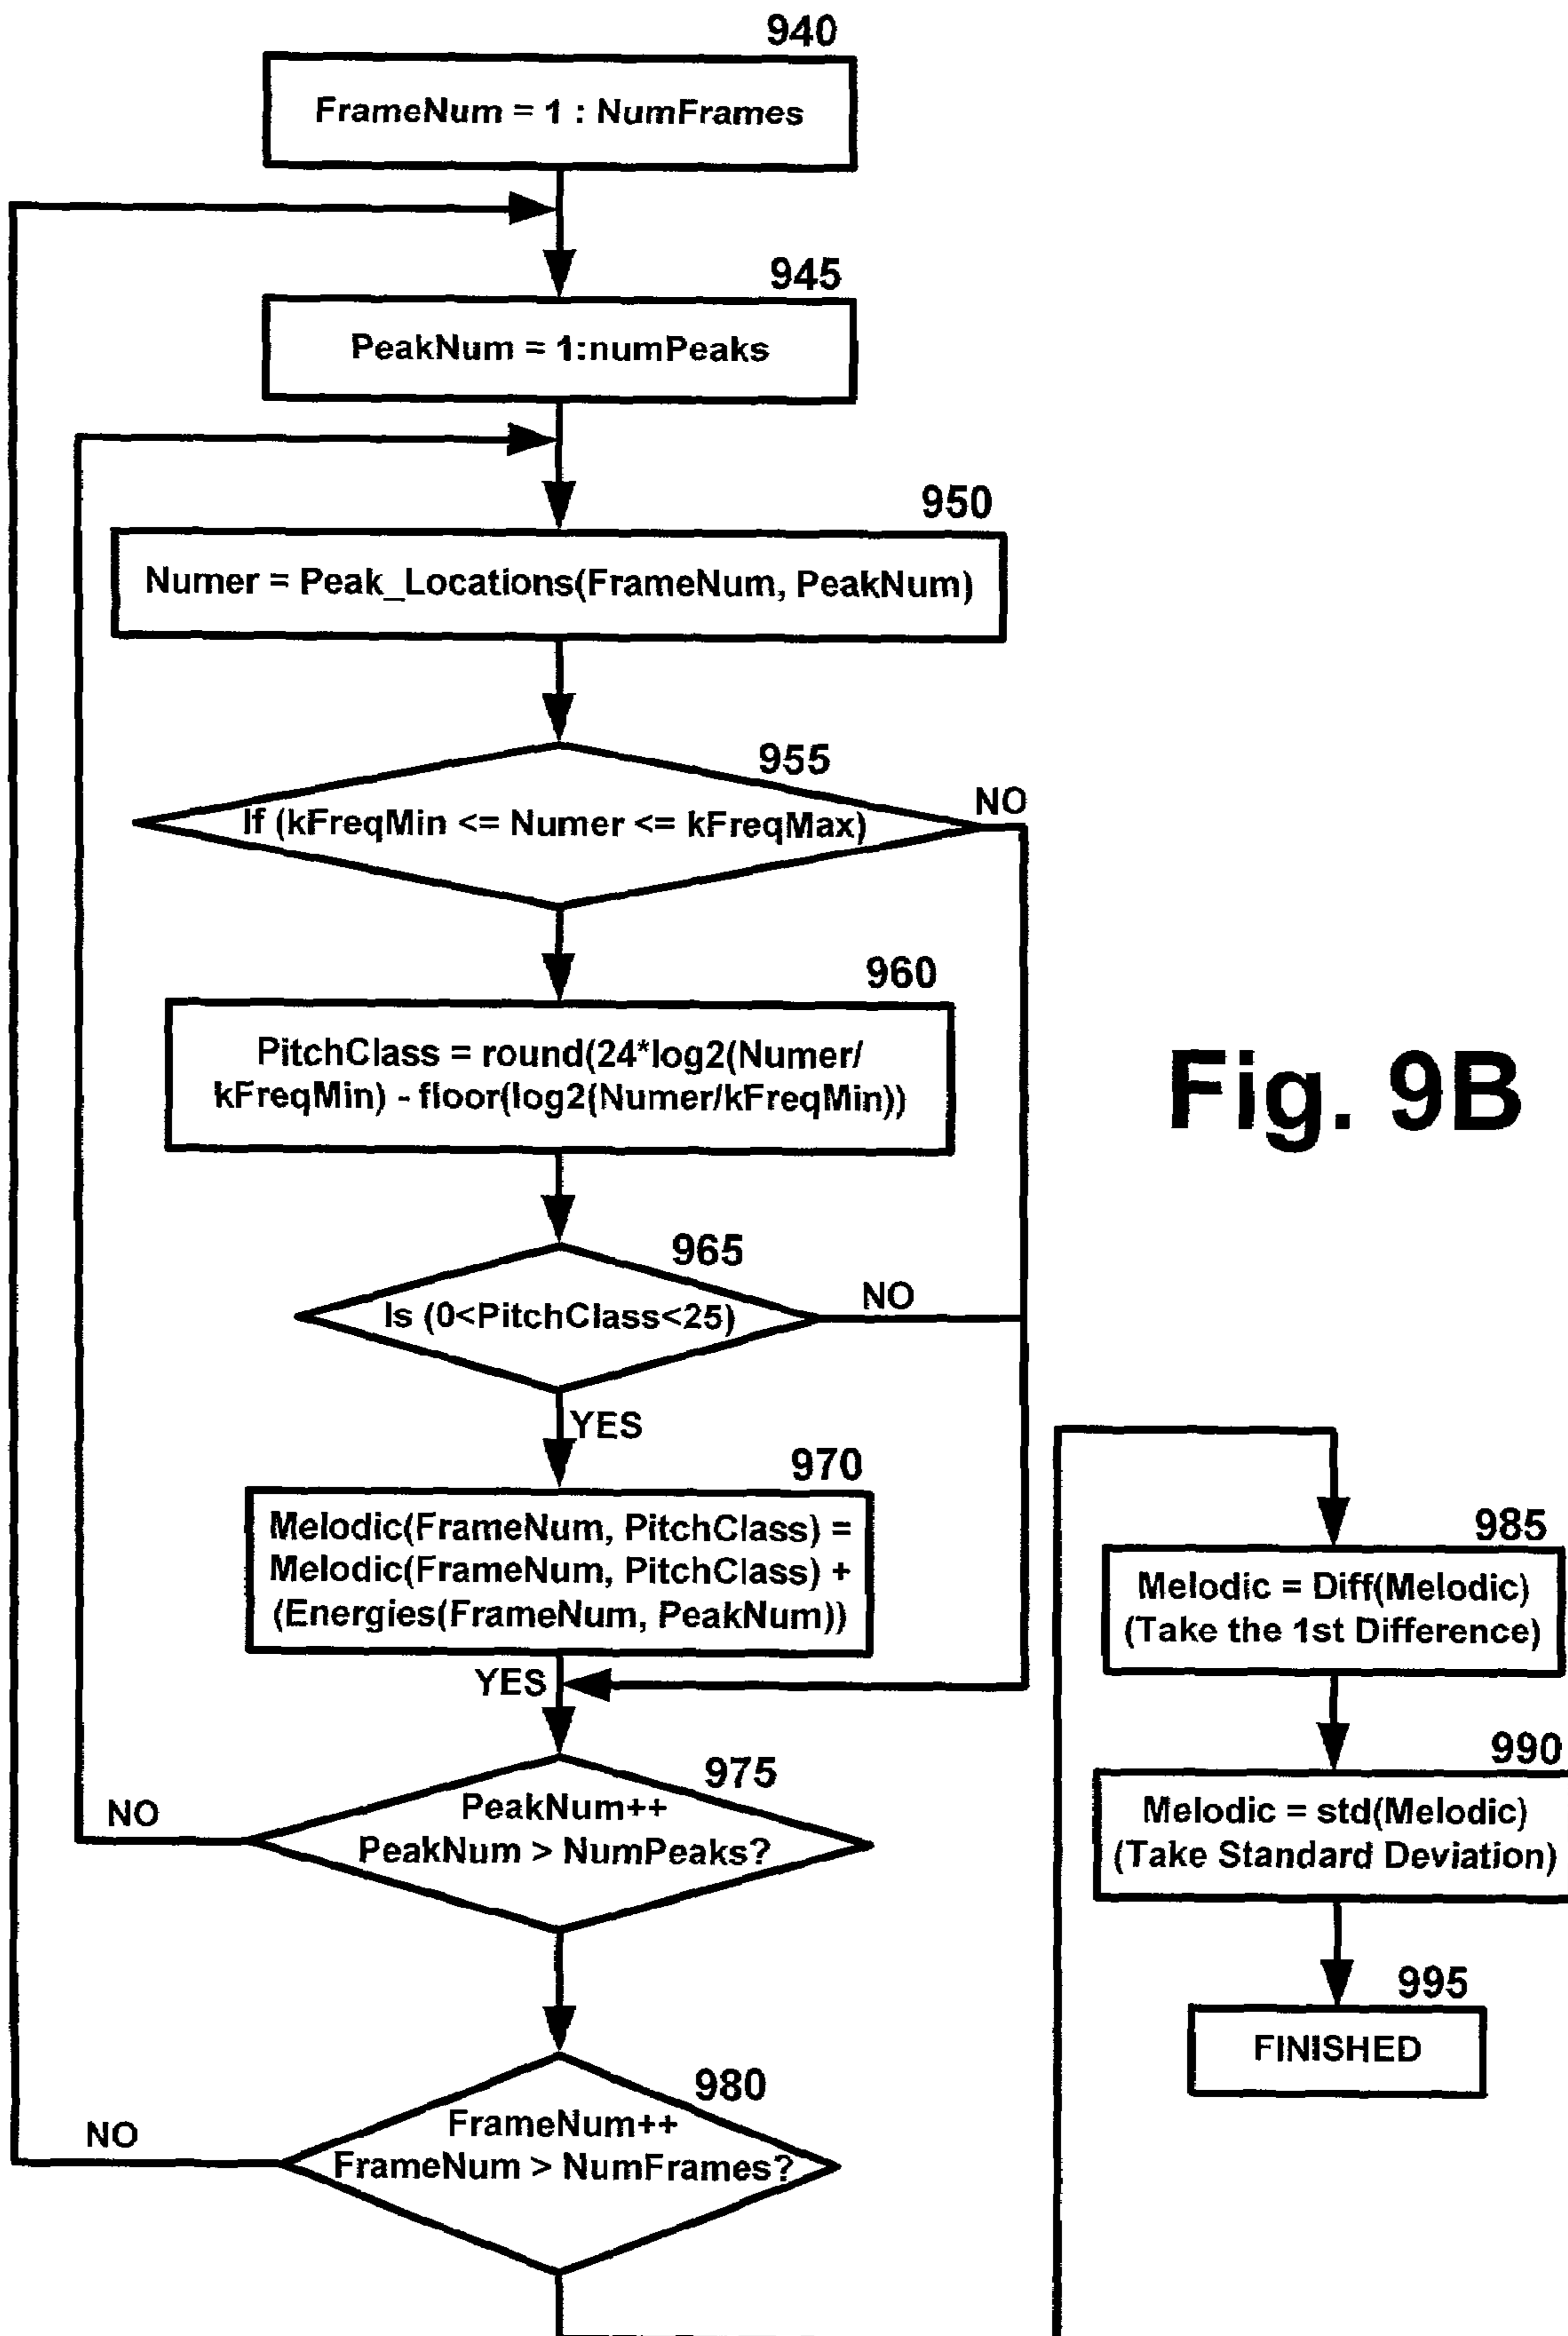 940
FrameNum = 1 : NumFrames
945
PeakNum = 1:numPeaks
950
Numer = Peak_Locations(FrameNum, PeakNum)
955
If (kFreqMin <= Numer <= kFreqMax)
NO
960
PitchClass = round(24*log2(Numer/
kFreqMin) - floor(log2(Numer/kFreqMin))
Fig. 9B
965
Is (0<PitchClass<25)
NO
YES
970
Melodic(FrameNum, PitchClass) =
Melodic(FrameNum, PitchClass) +
(Energies(FrameNum, PeakNum))
YES
975
PeakNum++
PeakNum > NumPeaks?
NO
980
FrameNum++
FrameNum > NumFrames?
NO
985
Melodic = Diff(Melodic)
(Take the 1st Difference)
990
Melodic = std(Melodic)
(Take Standard Deviation)
995
FINISHED